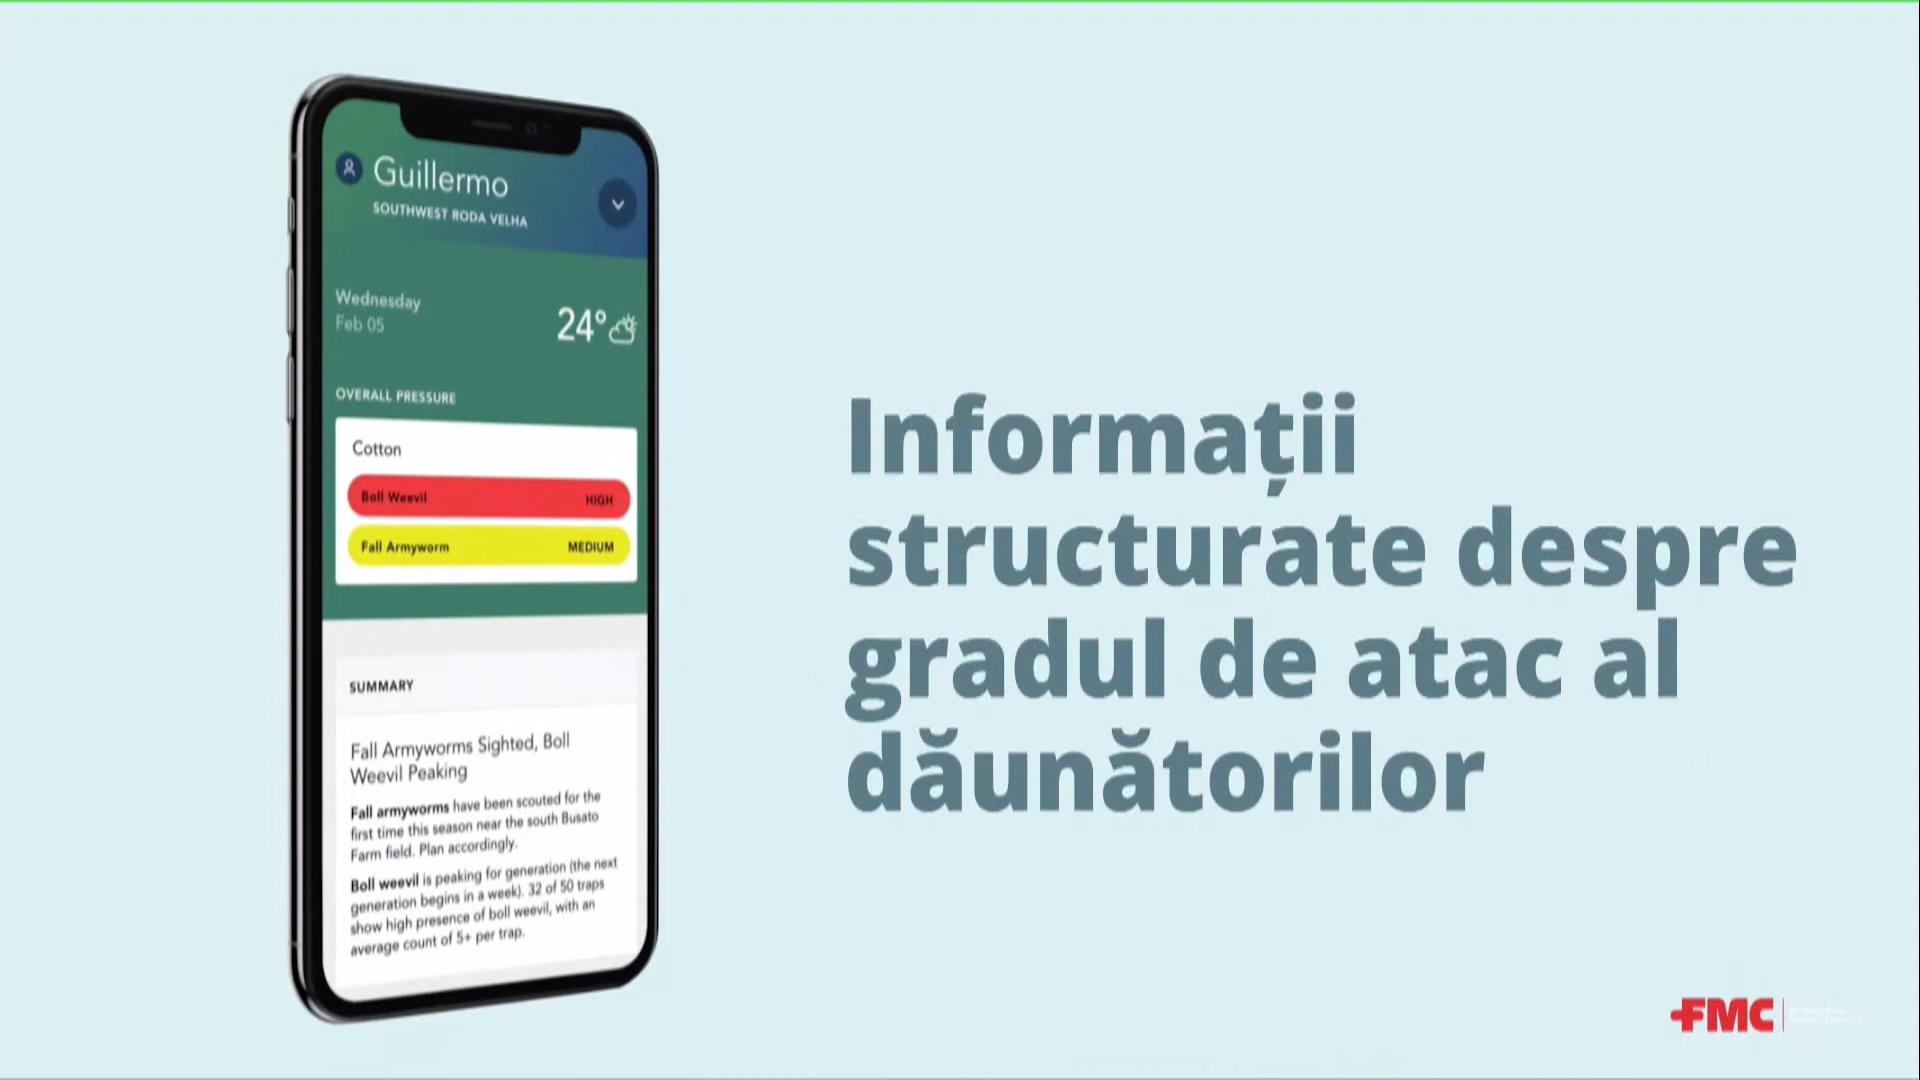 Guillermo
SOUTHWEST RODA VELHA
Wednesday
Feb 05
24°
OVERALL PRESSURE
Cotton
Boll Weevil HIGH
Fall Armyworm MEDIUM
SUMMARY
Fall Armyworms Sighted, Boll
Weevil Peaking
Fall armyworms have been scouted for the
first time this season near the south Busato
Farm field. Plan accordingly.
Boll weevil is peaking for generation (the next
generation begins in a week). 32 of 50 traps
show high presence of boll weevil, with an
average count of 5+ per trap.
Informații
structurate despre
gradul de atac al
dăunătorilor
FMC